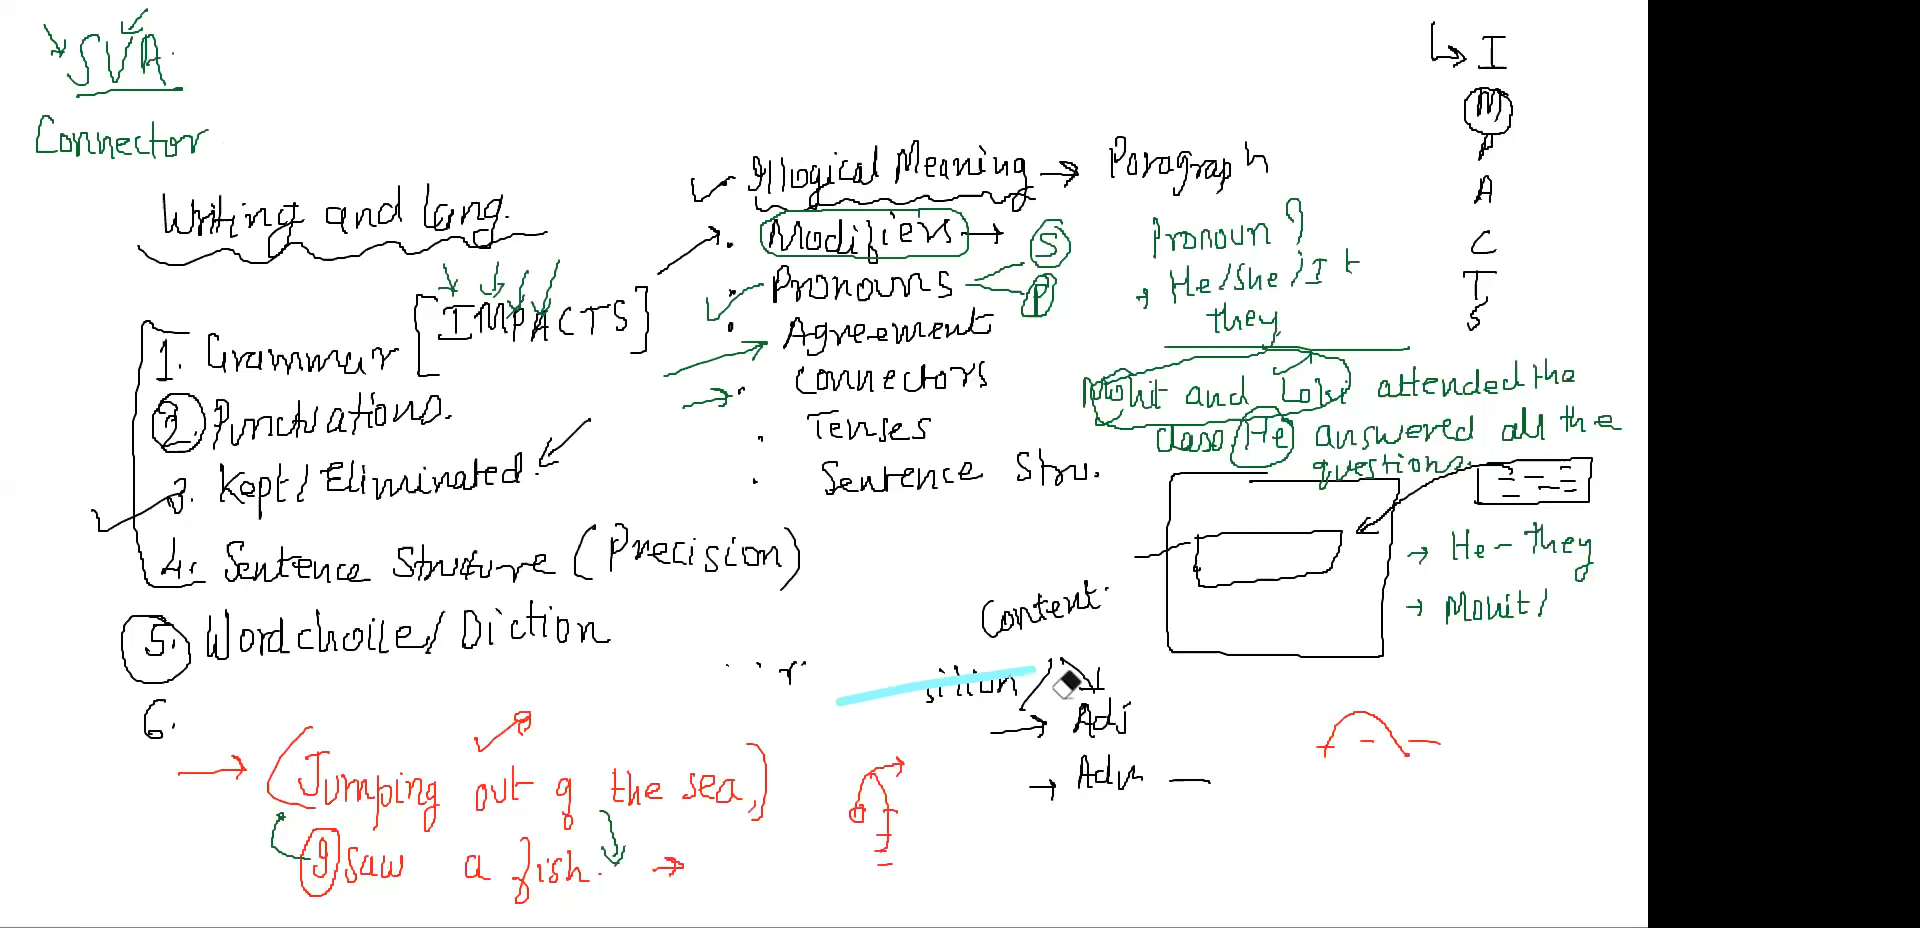 SVA
Connector
Writing and Lang.
[IMPACTS]
1. Grammar
2. Punctuations.
3. Kept/Eliminated.
4. Sentence Structure (Precision)
5. Wordchoice/Diction
6.
Illogical Meaning → Paragraph
Modifiers → S
Pronouns P
Agreement
Connectors
Tenses
Sentence Stru.
I
M
P
A
C
T
S
Pronoun ?
He/She/It
they
Mohit and attended the
class He answered all the
questions.
→ He - they
→ Mohit/
Content.
sition/
→ Adj
→
→ (Jumping out of the sea,)
I saw a fish. →